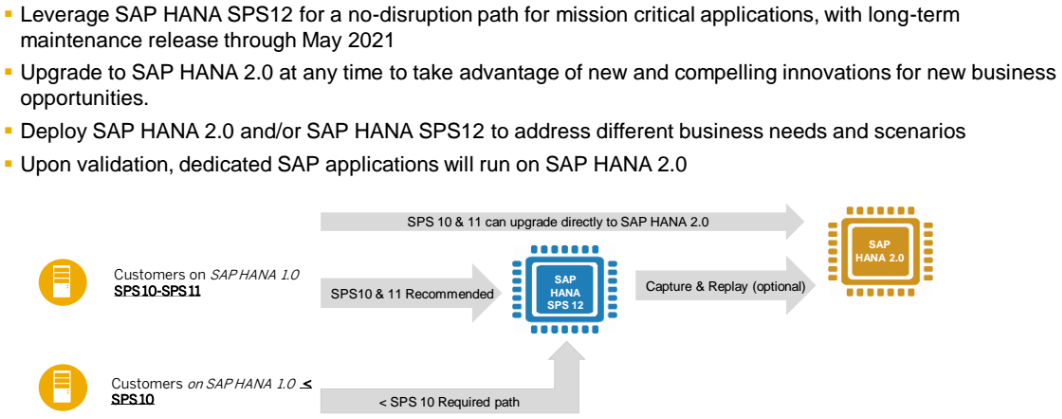 Leverage SAP HANA SPS12 for a no-disruption path for mission critical applications, with long-term
maintenance release through May 2021
Upgrade to SAP HANA 2.0 at any time to take advantage of new and compelling innovations for new business
opportunities.
Deploy SAP HANA 2.0 and/or SAP HANA SPS12 to address different business needs and scenarios
Upon validation, dedicated SAP applications will run on SAP HANA 2.0
SPS 10 & 11 can upgrade directly to SAP HANA 2.0
SAP
HANA 2.0
Customers on SAP HANA 1.0
SPS10-SPS11
SPS10 & 11 Recommended
SAP
HANA
SPS 12
Capture & Replay (optional)
Customers on SAP HANA 1.0 <
SPS10
< SPS 10 Required path